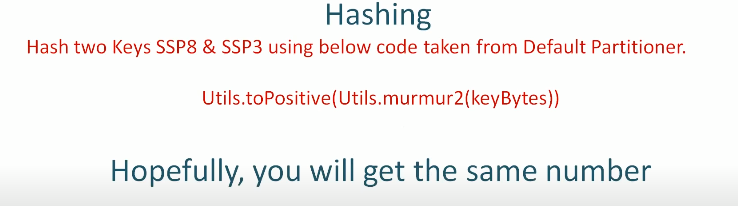 Hashing
Hash two Keys SSP8 & SSP3 using below code taken from Default Partitioner.
Utils.toPositive(Utils.murmur2(keyBytes))
Hopefully, you will get the same number